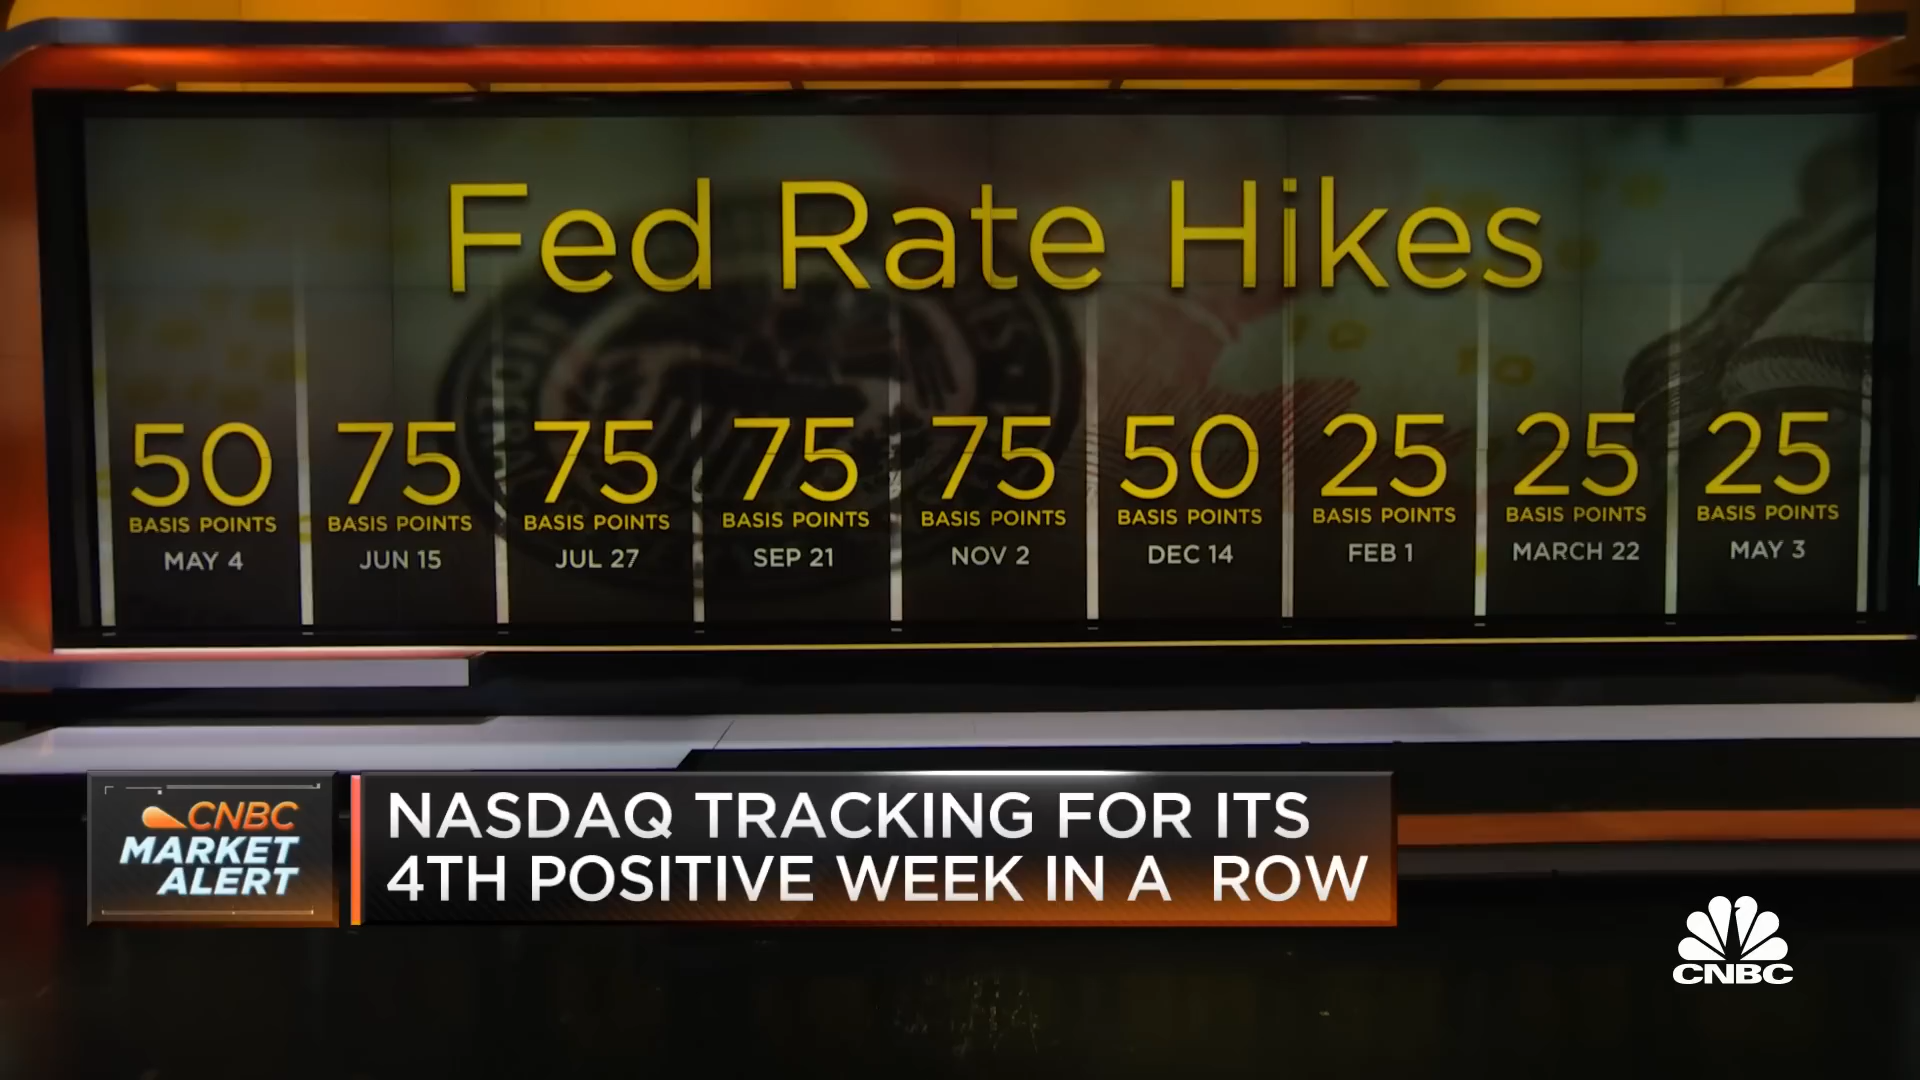 Fed Rate Hikes
50 75 75 75 75 50 25 25 25
BASIS POINTS BASIS POINTS BASIS POINTS BASIS POINTS BASIS POINTS BASIS POINTS BASIS POINTS BASIS POINTS BASIS POINTS
MAY 4 JUN 15 JUL 27 SEP 21 NOV 2 DEC 14 FEB 1 MARCH 22 MAY 3
CNBC
MARKET
ALERT
NASDAQ TRACKING FOR ITS
4TH POSITIVE WEEK IN A ROW
CNBC